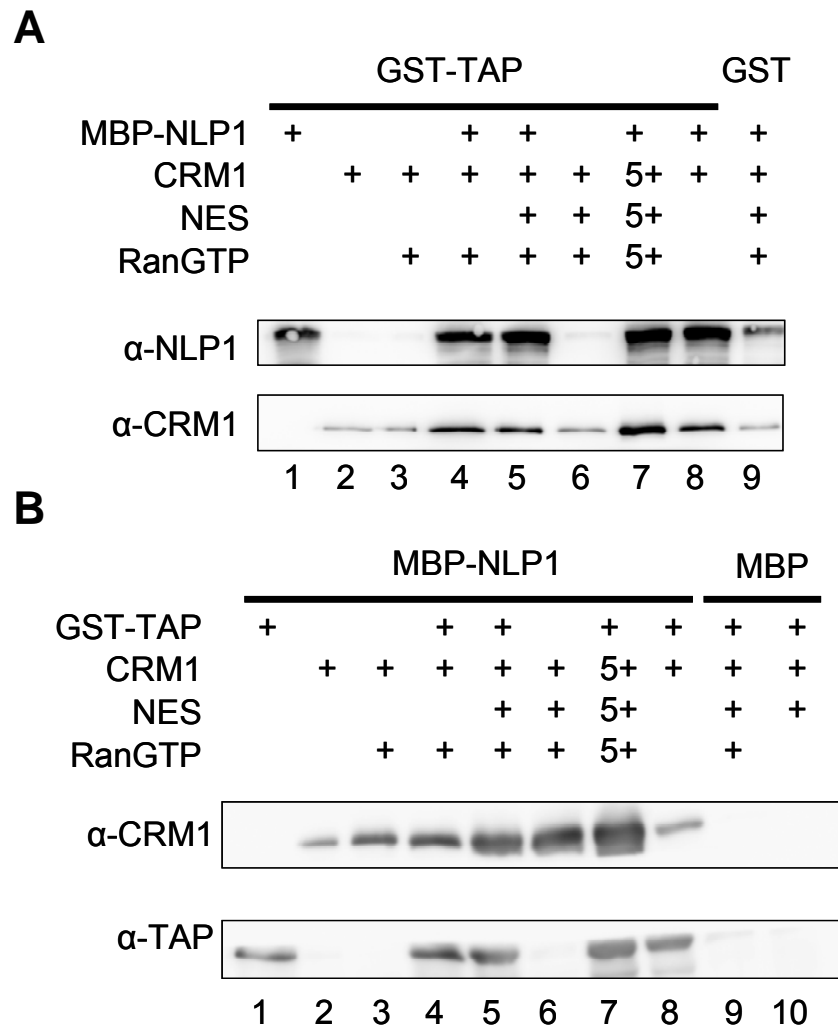 A
GST-TAP GST
MBP-NLP1 + + + + + +
CRM1 + + + + + 5+ + +
NES + + 5+ +
RanGTP + + + + 5+ +
α-NLP1
α-CRM1
1 2 3 4 5 6 7 8 9
B
MBP-NLP1 MBP
GST-TAP + + + + + + +
CRM1 + + + + + 5+ + + +
NES + + 5+ + +
RanGTP + + + + 5+ +
α-CRM1
α-TAP
1 2 3 4 5 6 7 8 9 10